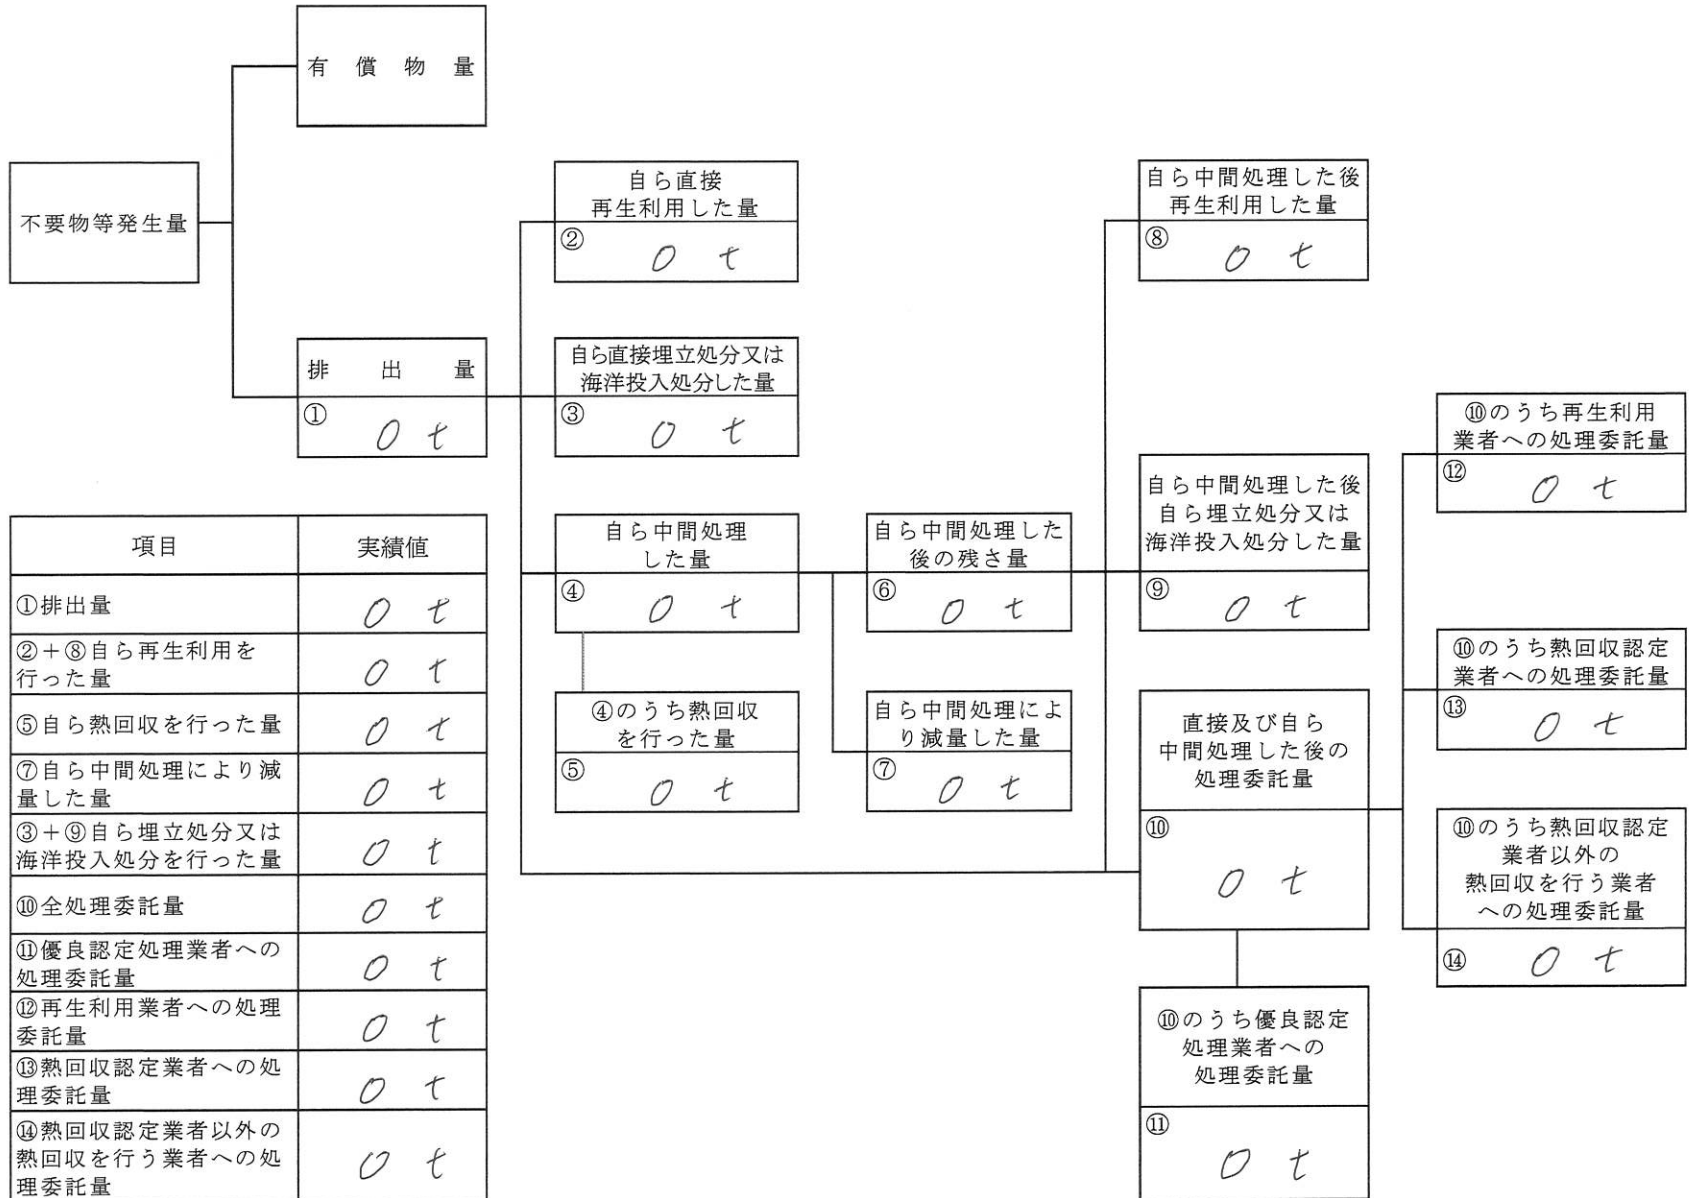 有償物量
不要物等発生量
排出量
① 0 t
自ら直接
再生利用した量
② 0 t
自ら直接埋立処分又は
海洋投入処分した量
③ 0 t
自ら中間処理
した量
④ 0 t
④のうち熱回収
を行った量
⑤ 0 t
自ら中間処理した
後の残さ量
⑥ 0 t
自ら中間処理によ
り減量した量
⑦ 0 t
自ら中間処理した後
再生利用した量
⑧ 0 t
自ら中間処理した後
自ら埋立処分又は
海洋投入処分した量
⑨ 0 t
直接及び自ら
中間処理した後の
処理委託量
⑩
0 t
⑩のうち優良認定
処理業者への
処理委託量
⑪
0 t
⑩のうち再生利用
業者への処理委託量
⑫ 0 t
⑩のうち熱回収認定
業者への処理委託量
⑬ 0 t
⑩のうち熱回収認定
業者以外の
熱回収を行う業者
への処理委託量
⑭ 0 t
項目 実績値
①排出量 0 t
②+⑧自ら再生利用を
行った量 0 t
⑤自ら熱回収を行った量 0 t
⑦自ら中間処理により減
量した量 0 t
③+⑨自ら埋立処分又は
海洋投入処分を行った量 0 t
⑩全処理委託量 0 t
⑪優良認定処理業者への
処理委託量 0 t
⑫再生利用業者への処理
委託量 0 t
⑬熱回収認定業者への処
理委託量 0 t
⑭熱回収認定業者以外の
熱回収を行う業者への処
理委託量 0 t